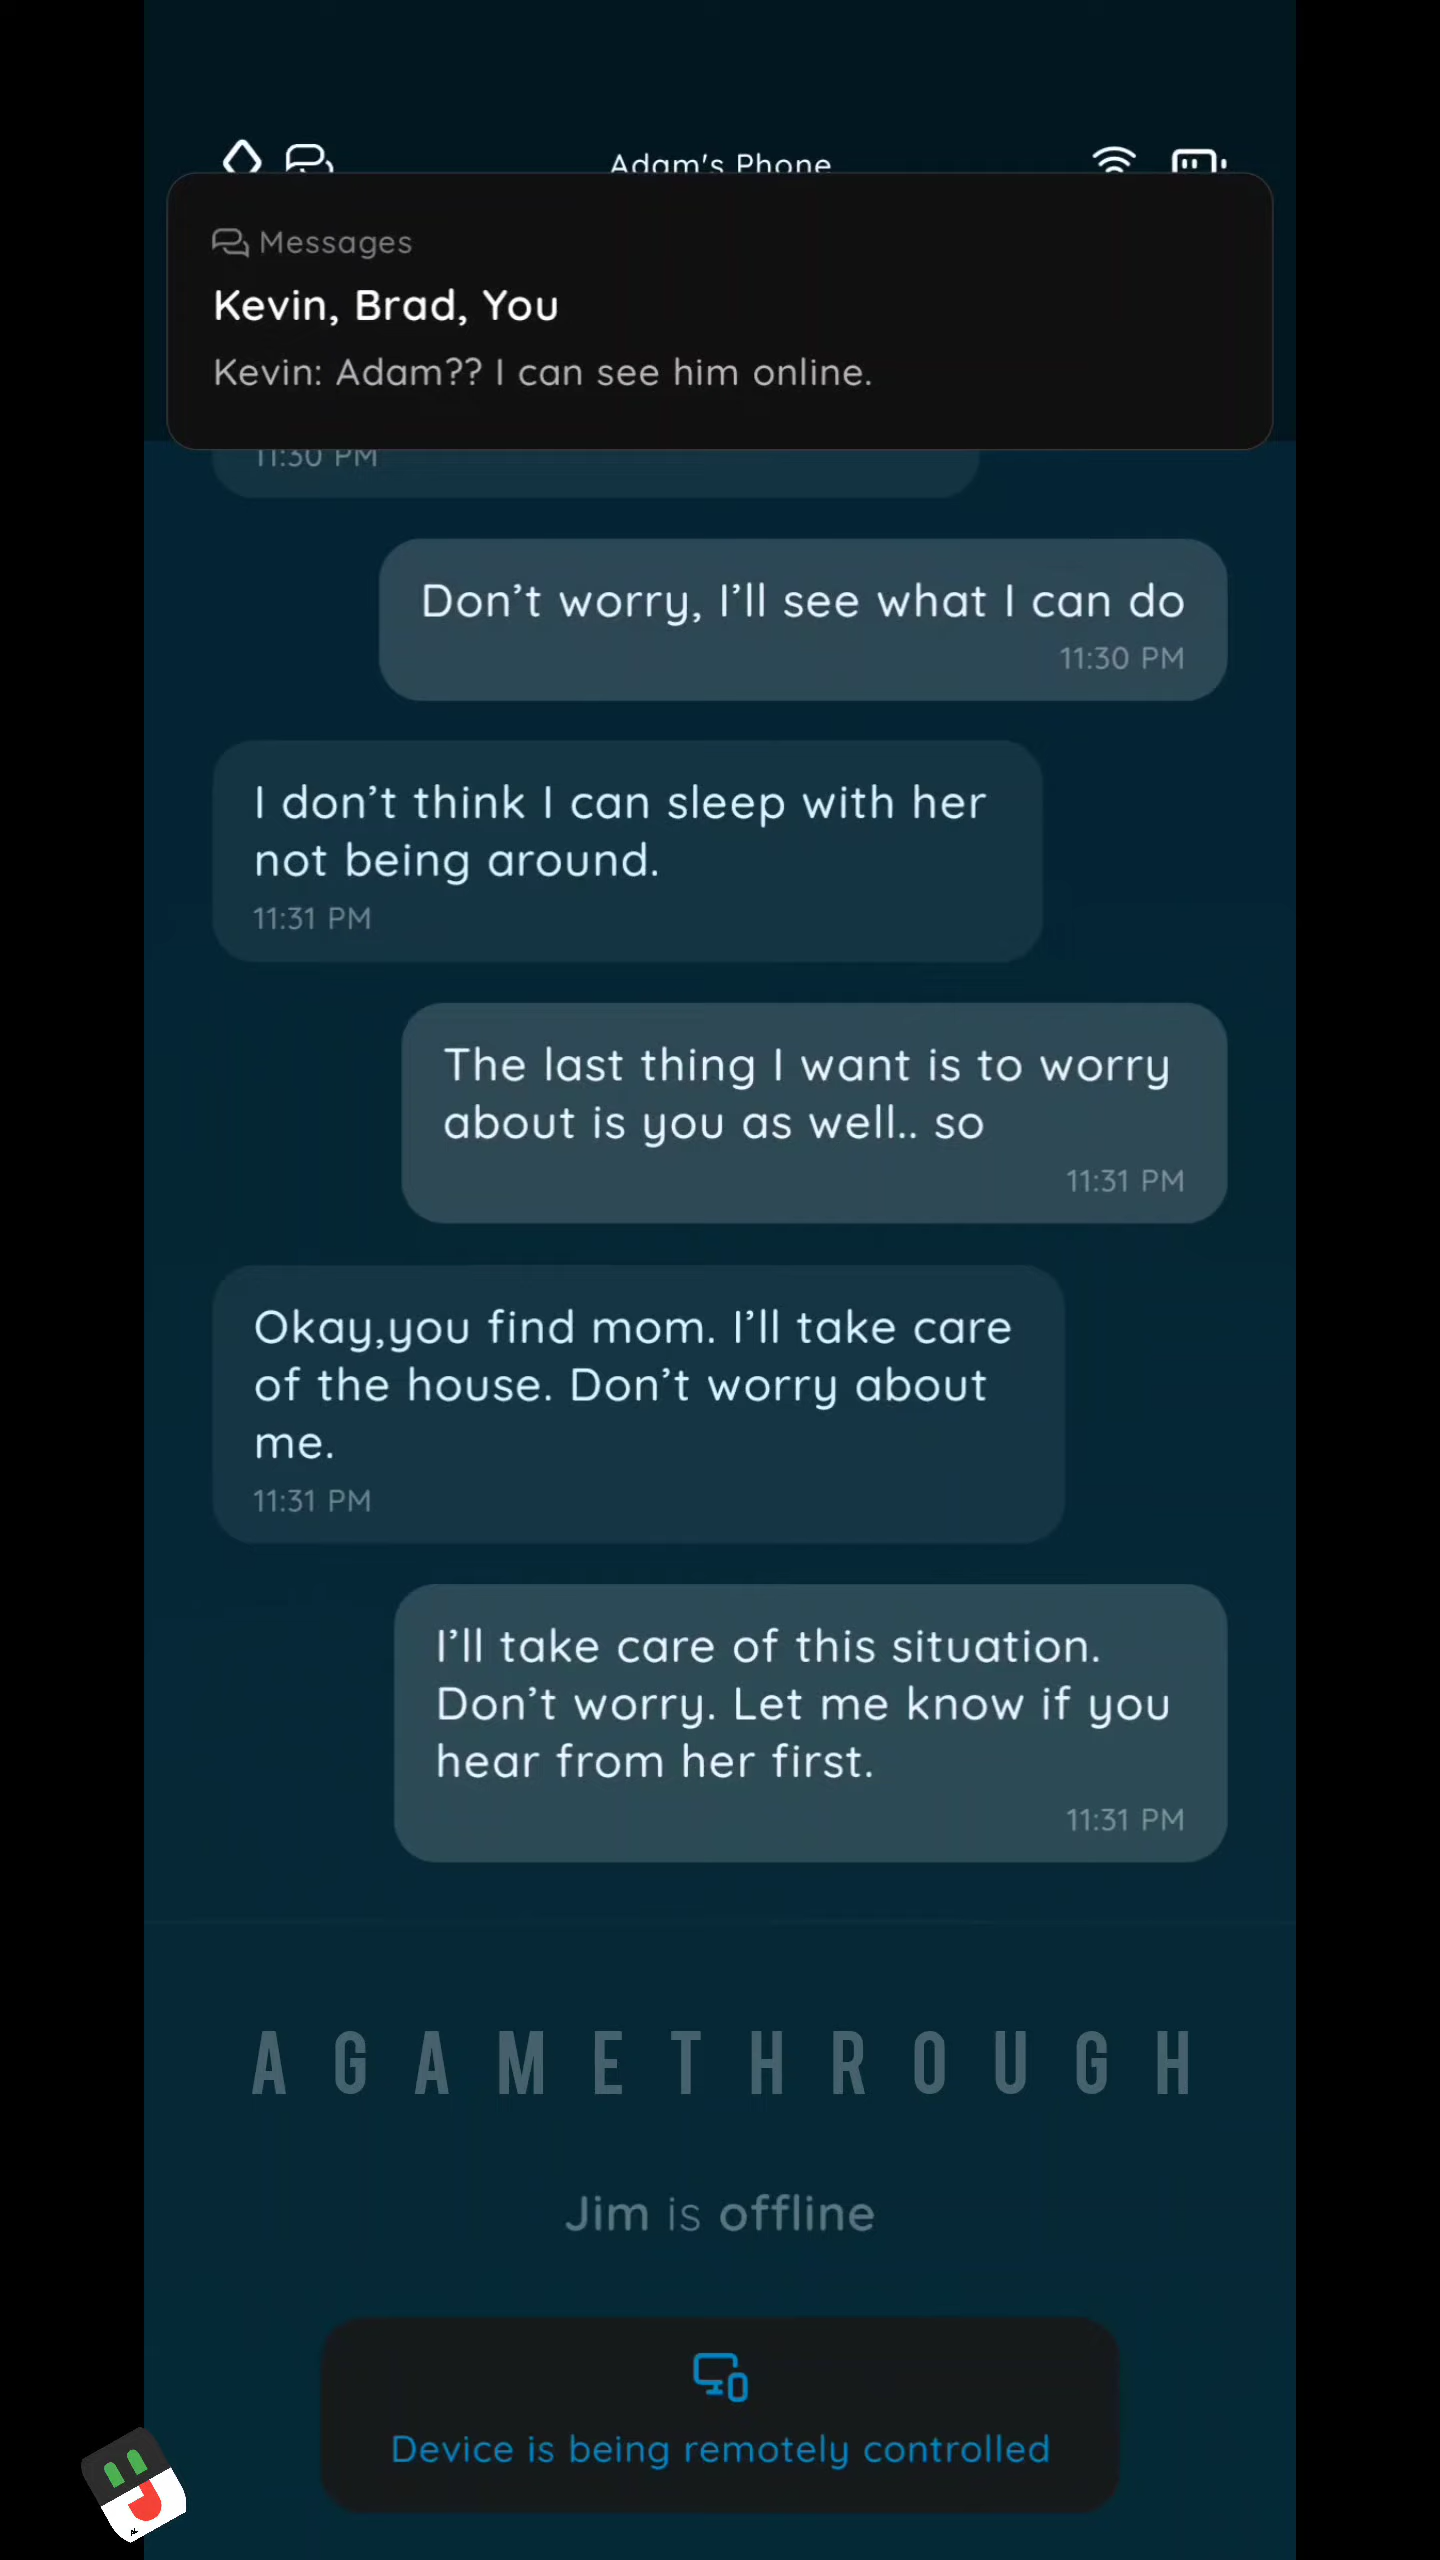 Adam's Phone
Messages
Kevin, Brad, You
Kevin: Adam?? I can see him online.
11:30 PM
Don’t worry, I’ll see what I can do
11:30 PM
I don’t think I can sleep with her
not being around.
11:31 PM
The last thing I want is to worry
about is you as well.. so
11:31 PM
Okay,you find mom. I’ll take care
of the house. Don’t worry about
me.
11:31 PM
I’ll take care of this situation.
Don’t worry. Let me know if you
hear from her first.
11:31 PM
AGAMETHROUGH
Jim is offline
Device is being remotely controlled